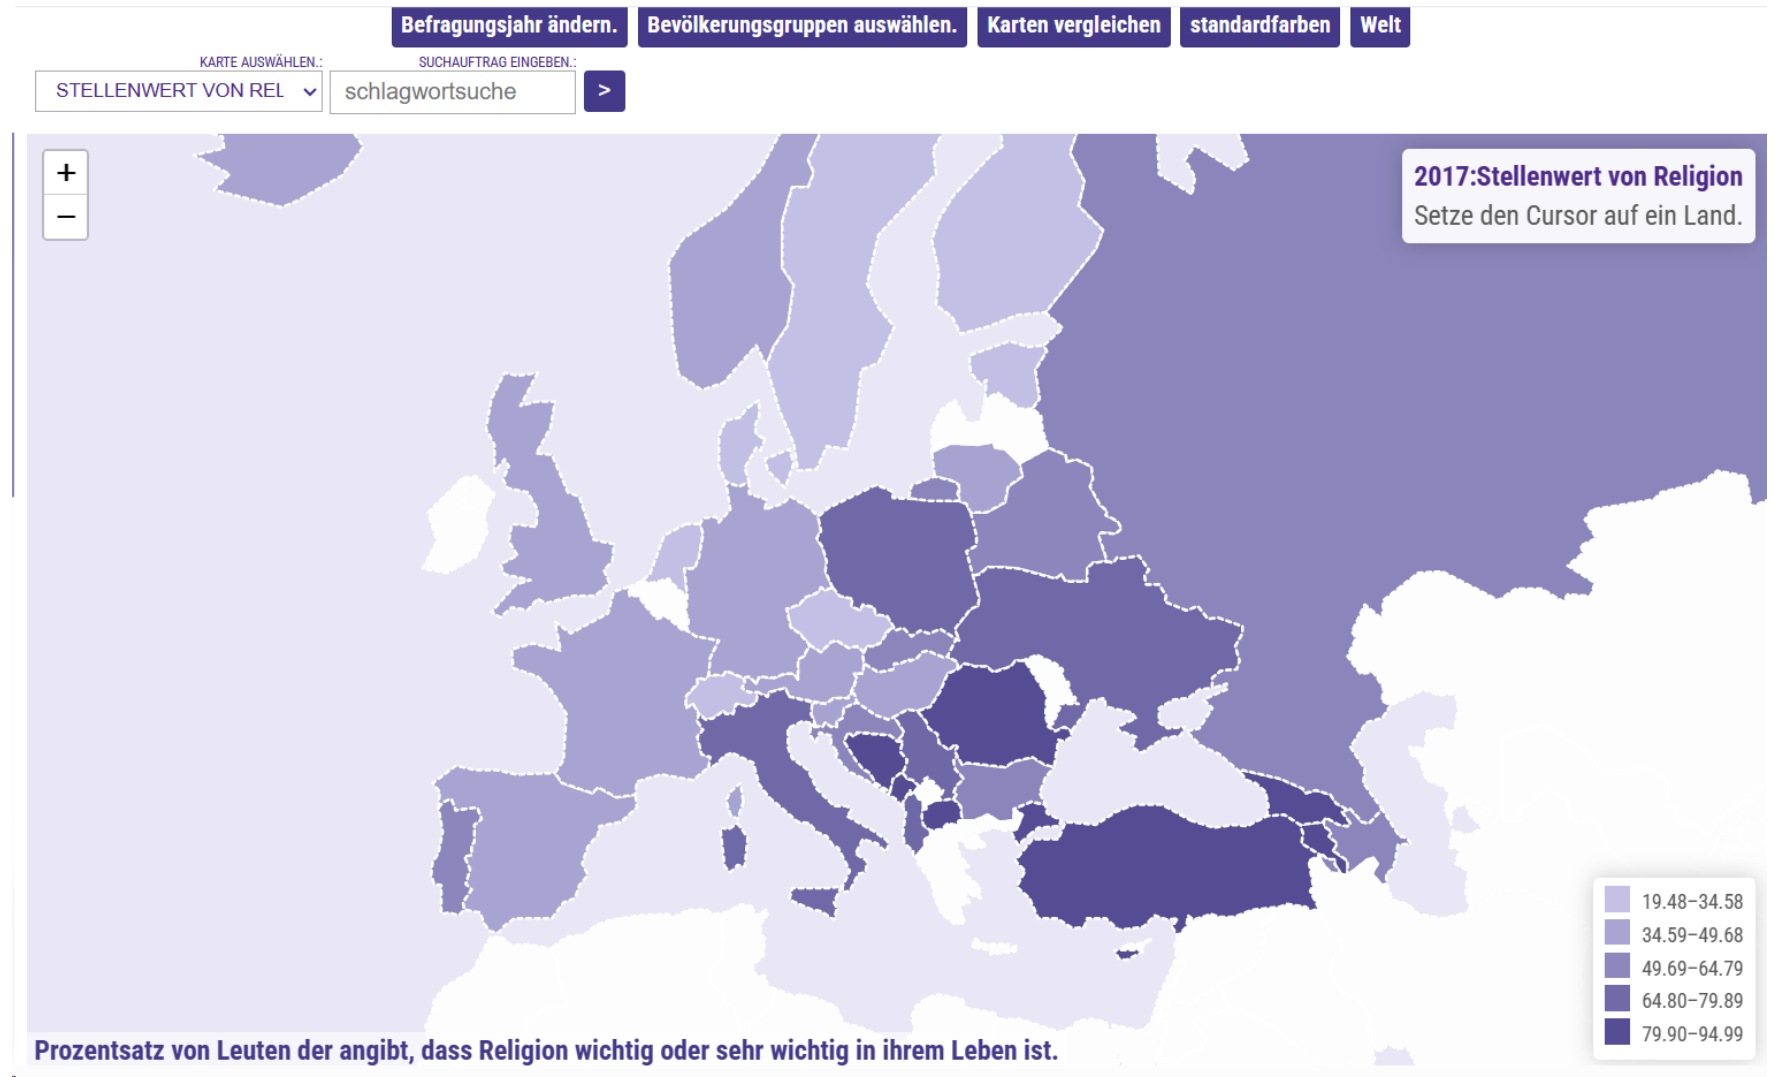 Befragungsjahr ändern. Bevölkerungsgruppen auswählen. Karten vergleichen standardfarben Welt
KARTE AUSWÄHLEN.: SUCHAUFTRAG EINGEBEN.:
STELLENWERT VON REL schlagwortsuche >
+
−
2017:Stellenwert von Religion
Setze den Cursor auf ein Land.
19.48–34.58
34.59–49.68
49.69–64.79
64.80–79.89
79.90–94.99
Prozentsatz von Leuten der angibt, dass Religion wichtig oder sehr wichtig in ihrem Leben ist.